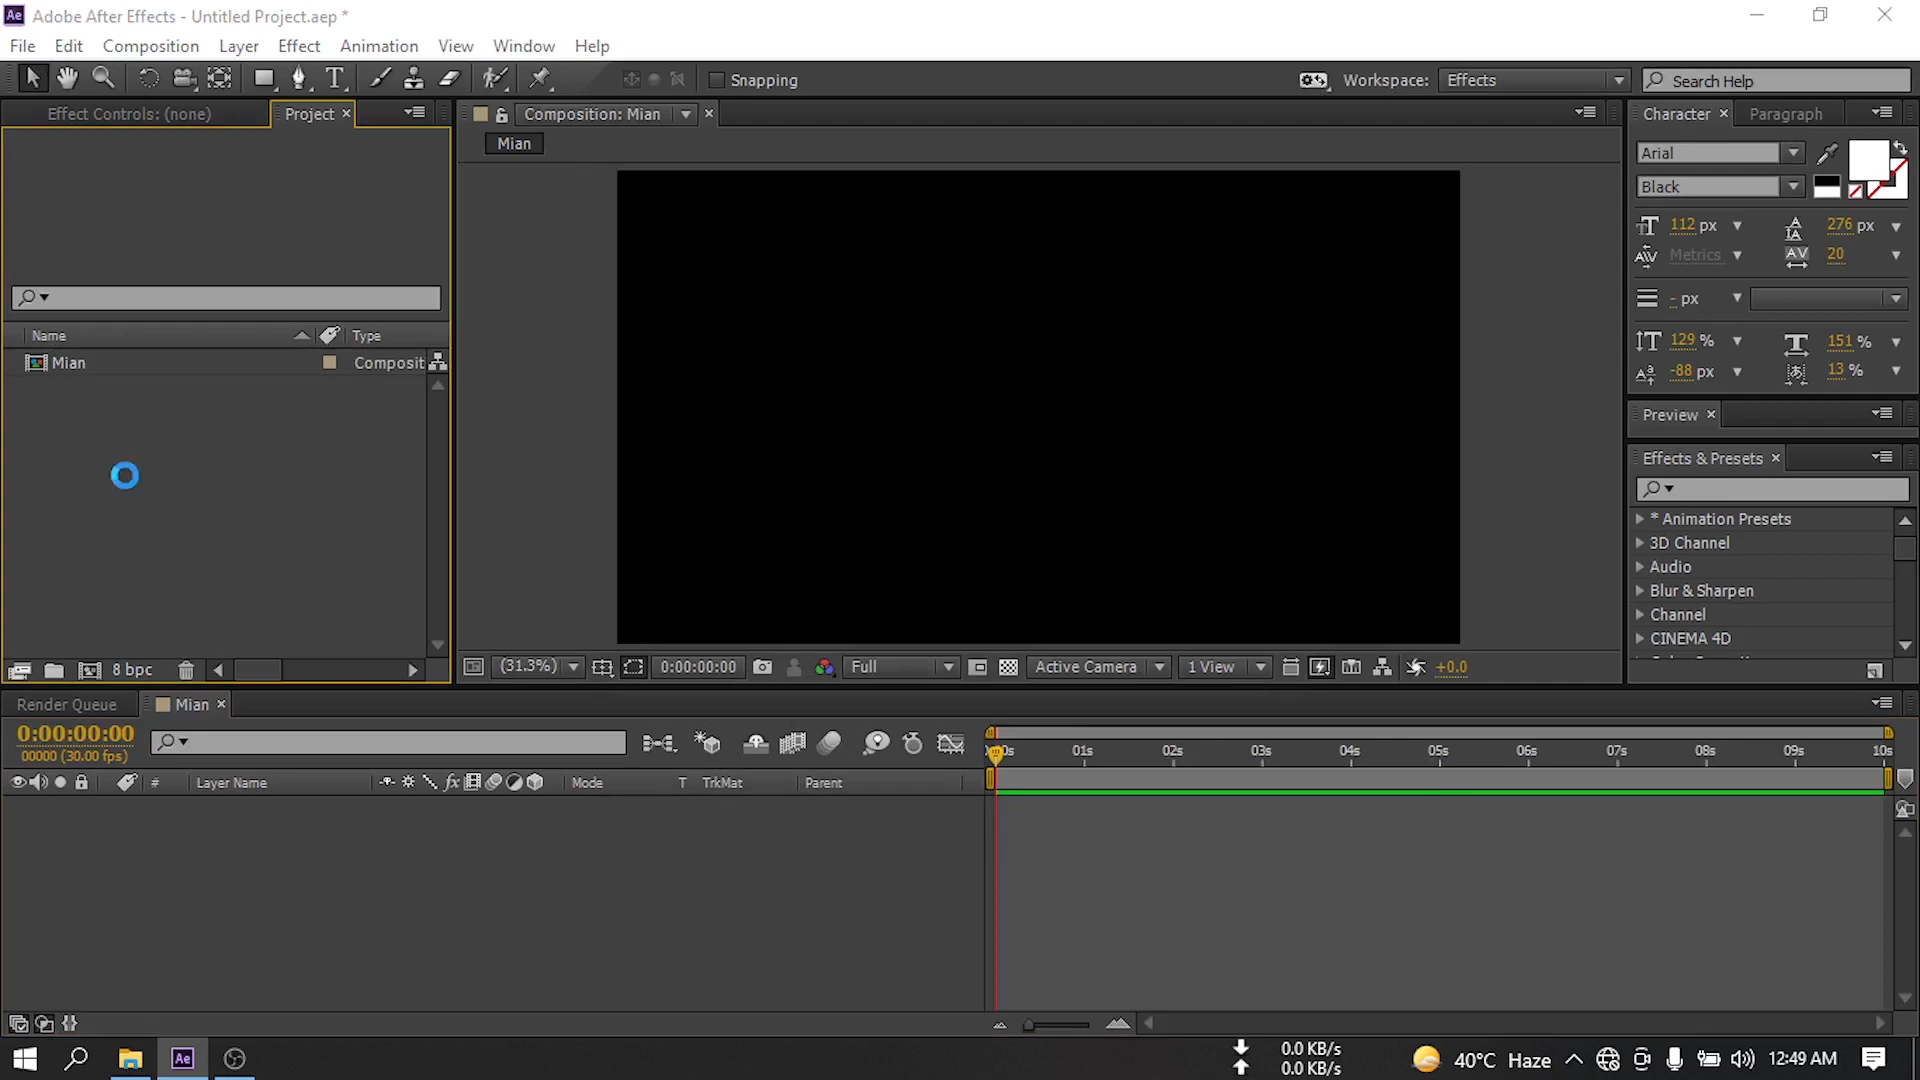 Ae Adobe After Effects - Untitled Project.aep *
File Edit Composition Layer Effect Animation View Window Help
Snapping Workspace: Effects Search Help
Effect Controls: (none) Project Composition: Mian Character Paragraph
Mian
Arial
Black
112 px 276 px
Metrics 20
- px
129 % 151 %
-88 px 13 %
Name Type
Mian Composit
Preview
Effects & Presets
* Animation Presets
3D Channel
Audio
Blur & Sharpen
Channel
CINEMA 4D
8 bpc (31.3%) 0:00:00:00 Full Active Camera 1 View +0.0
Render Queue Mian
0:00:00:00
00000 (30.00 fps)
0s 01s 02s 03s 04s 05s 06s 07s 08s 09s 10s
# Layer Name fx Mode T TrkMat Parent
Ae 0.0 KB/s
0.0 KB/s
40°C Haze 12:49 AM